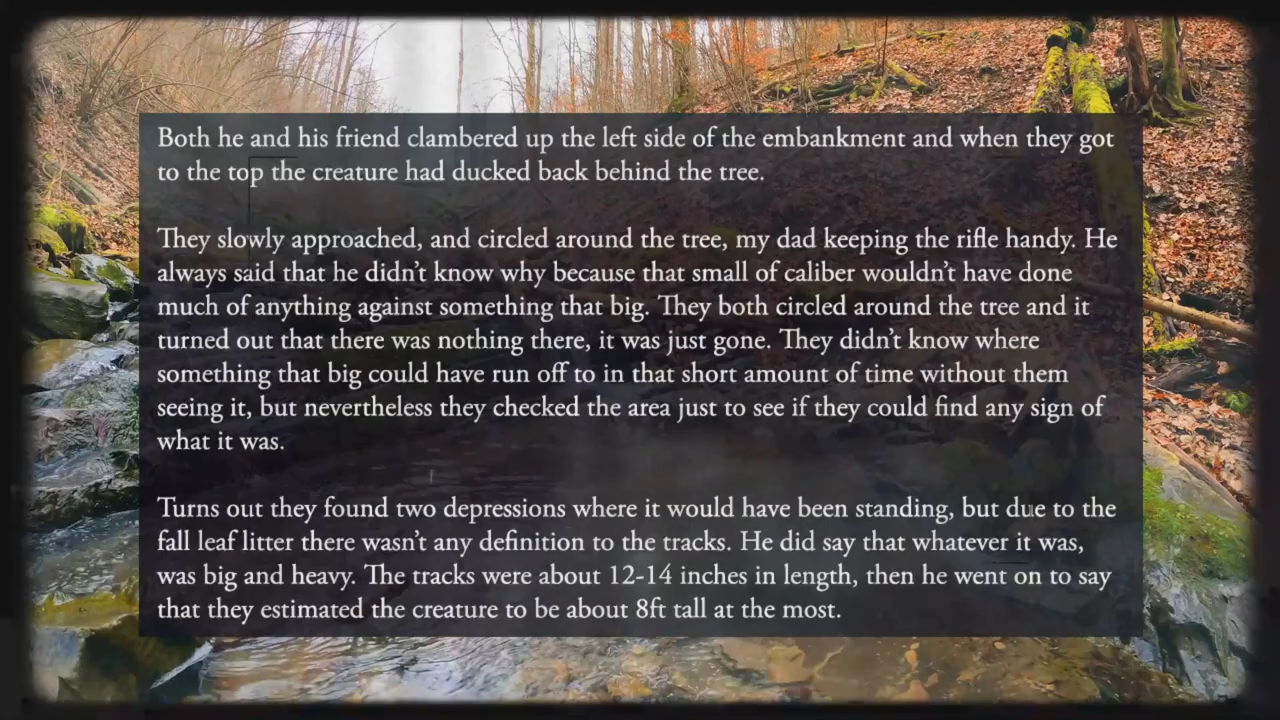 Both he and his friend clambered up the left side of the embankment and when they got
to the top the creature had ducked back behind the tree.
They slowly approached, and circled around the tree, my dad keeping the rifle handy. He
always said that he didn't know why because that small of caliber wouldn't have done
much of anything against something that big. They both circled around the tree and it
turned out that there was nothing there, it was just gone. They didn't know where
something that big could have run off to in that short amount of time without them
seeing it, but nevertheless they checked the area just to see if they could find any sign of
what it was.
Turns out they found two depressions where it would have been standing, but due to the
fall leaf litter there wasn't any definition to the tracks. He did say that whatever it was,
was big and heavy. The tracks were about 12-14 inches in length, then he went on to say
that they estimated the creature to be about 8ft tall at the most.